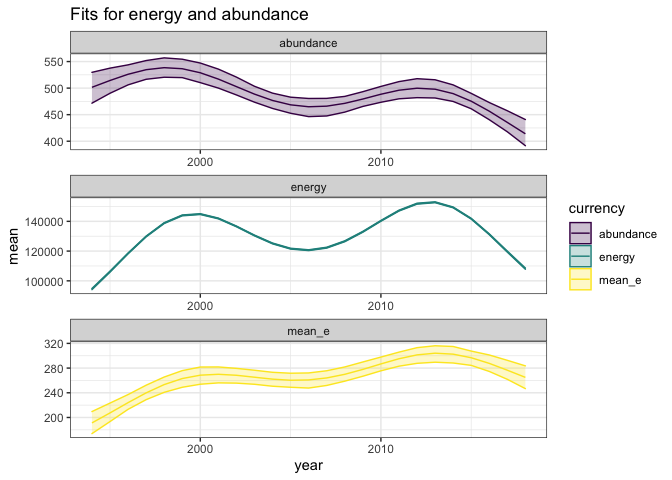 Fits for energy and abundance
abundance
550
500
450
400
2000
2010
energy
140000
120000
100000
2000
2010
mean_e
320
280
240
200
2000
2010
mean
year
currency
abundance
energy
mean_e